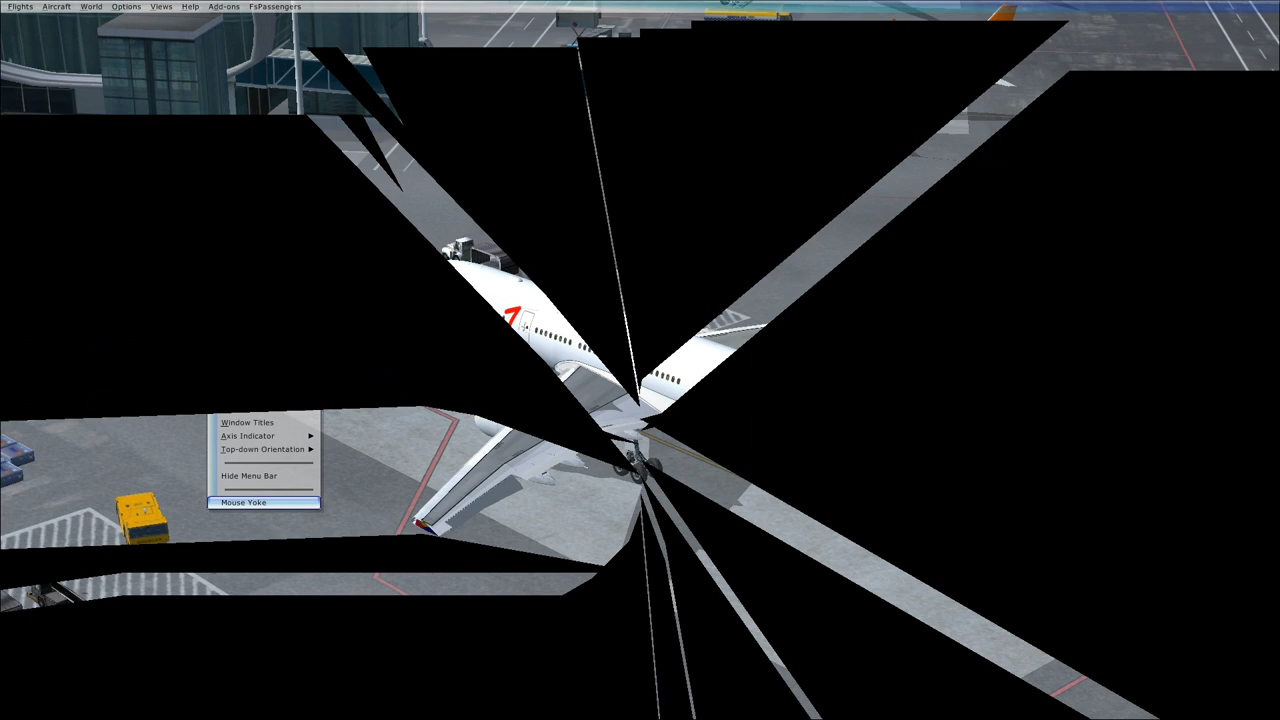 Flights Aircraft World Options Views Help Add-ons FsPassengers
Window Titles
Axis Indicator
Top-down Orientation
Hide Menu Bar
Mouse Yoke